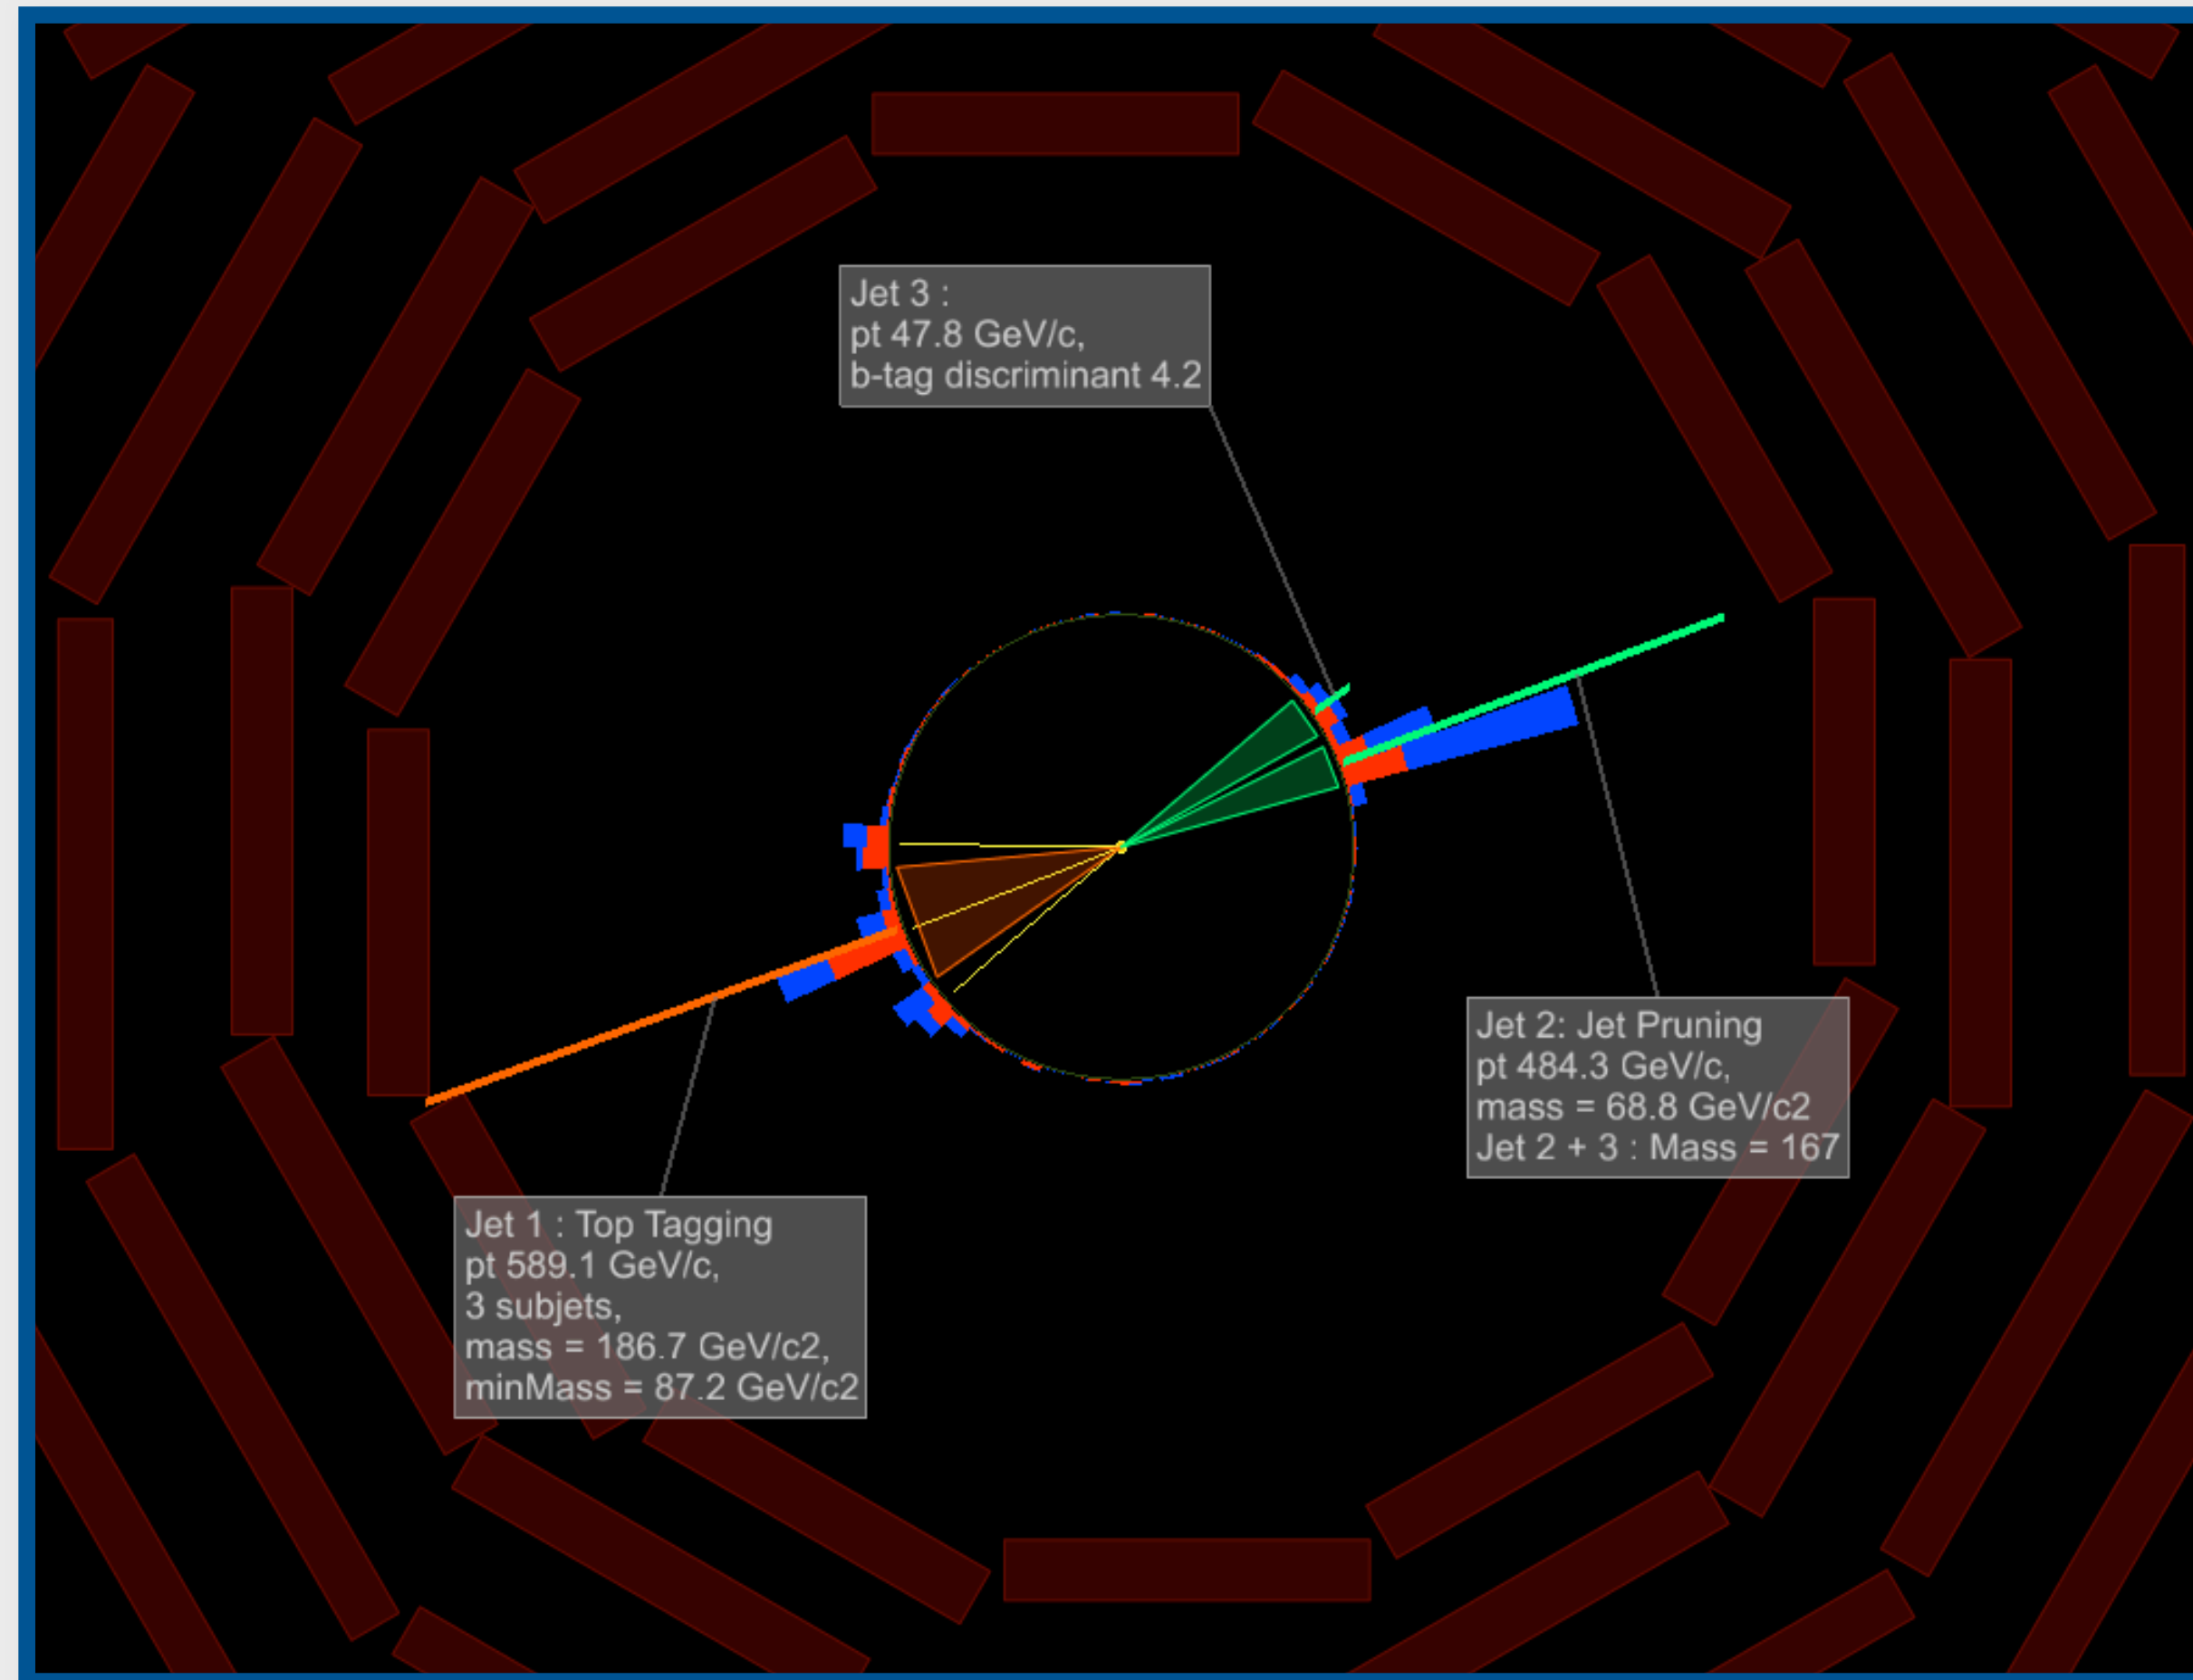 Jet 3 :
pt 47.8 GeV/c,
b-tag discriminant 4.2
Jet 2: Jet Pruning
pt 484.3 GeV/c,
mass = 68.8 GeV/c2
Jet 2 + 3 : Mass = 167
Jet 1 : Top Tagging
pt 589.1 GeV/c,
3 subjets,
mass = 186.7 GeV/c2,
minMass = 87.2 GeV/c2